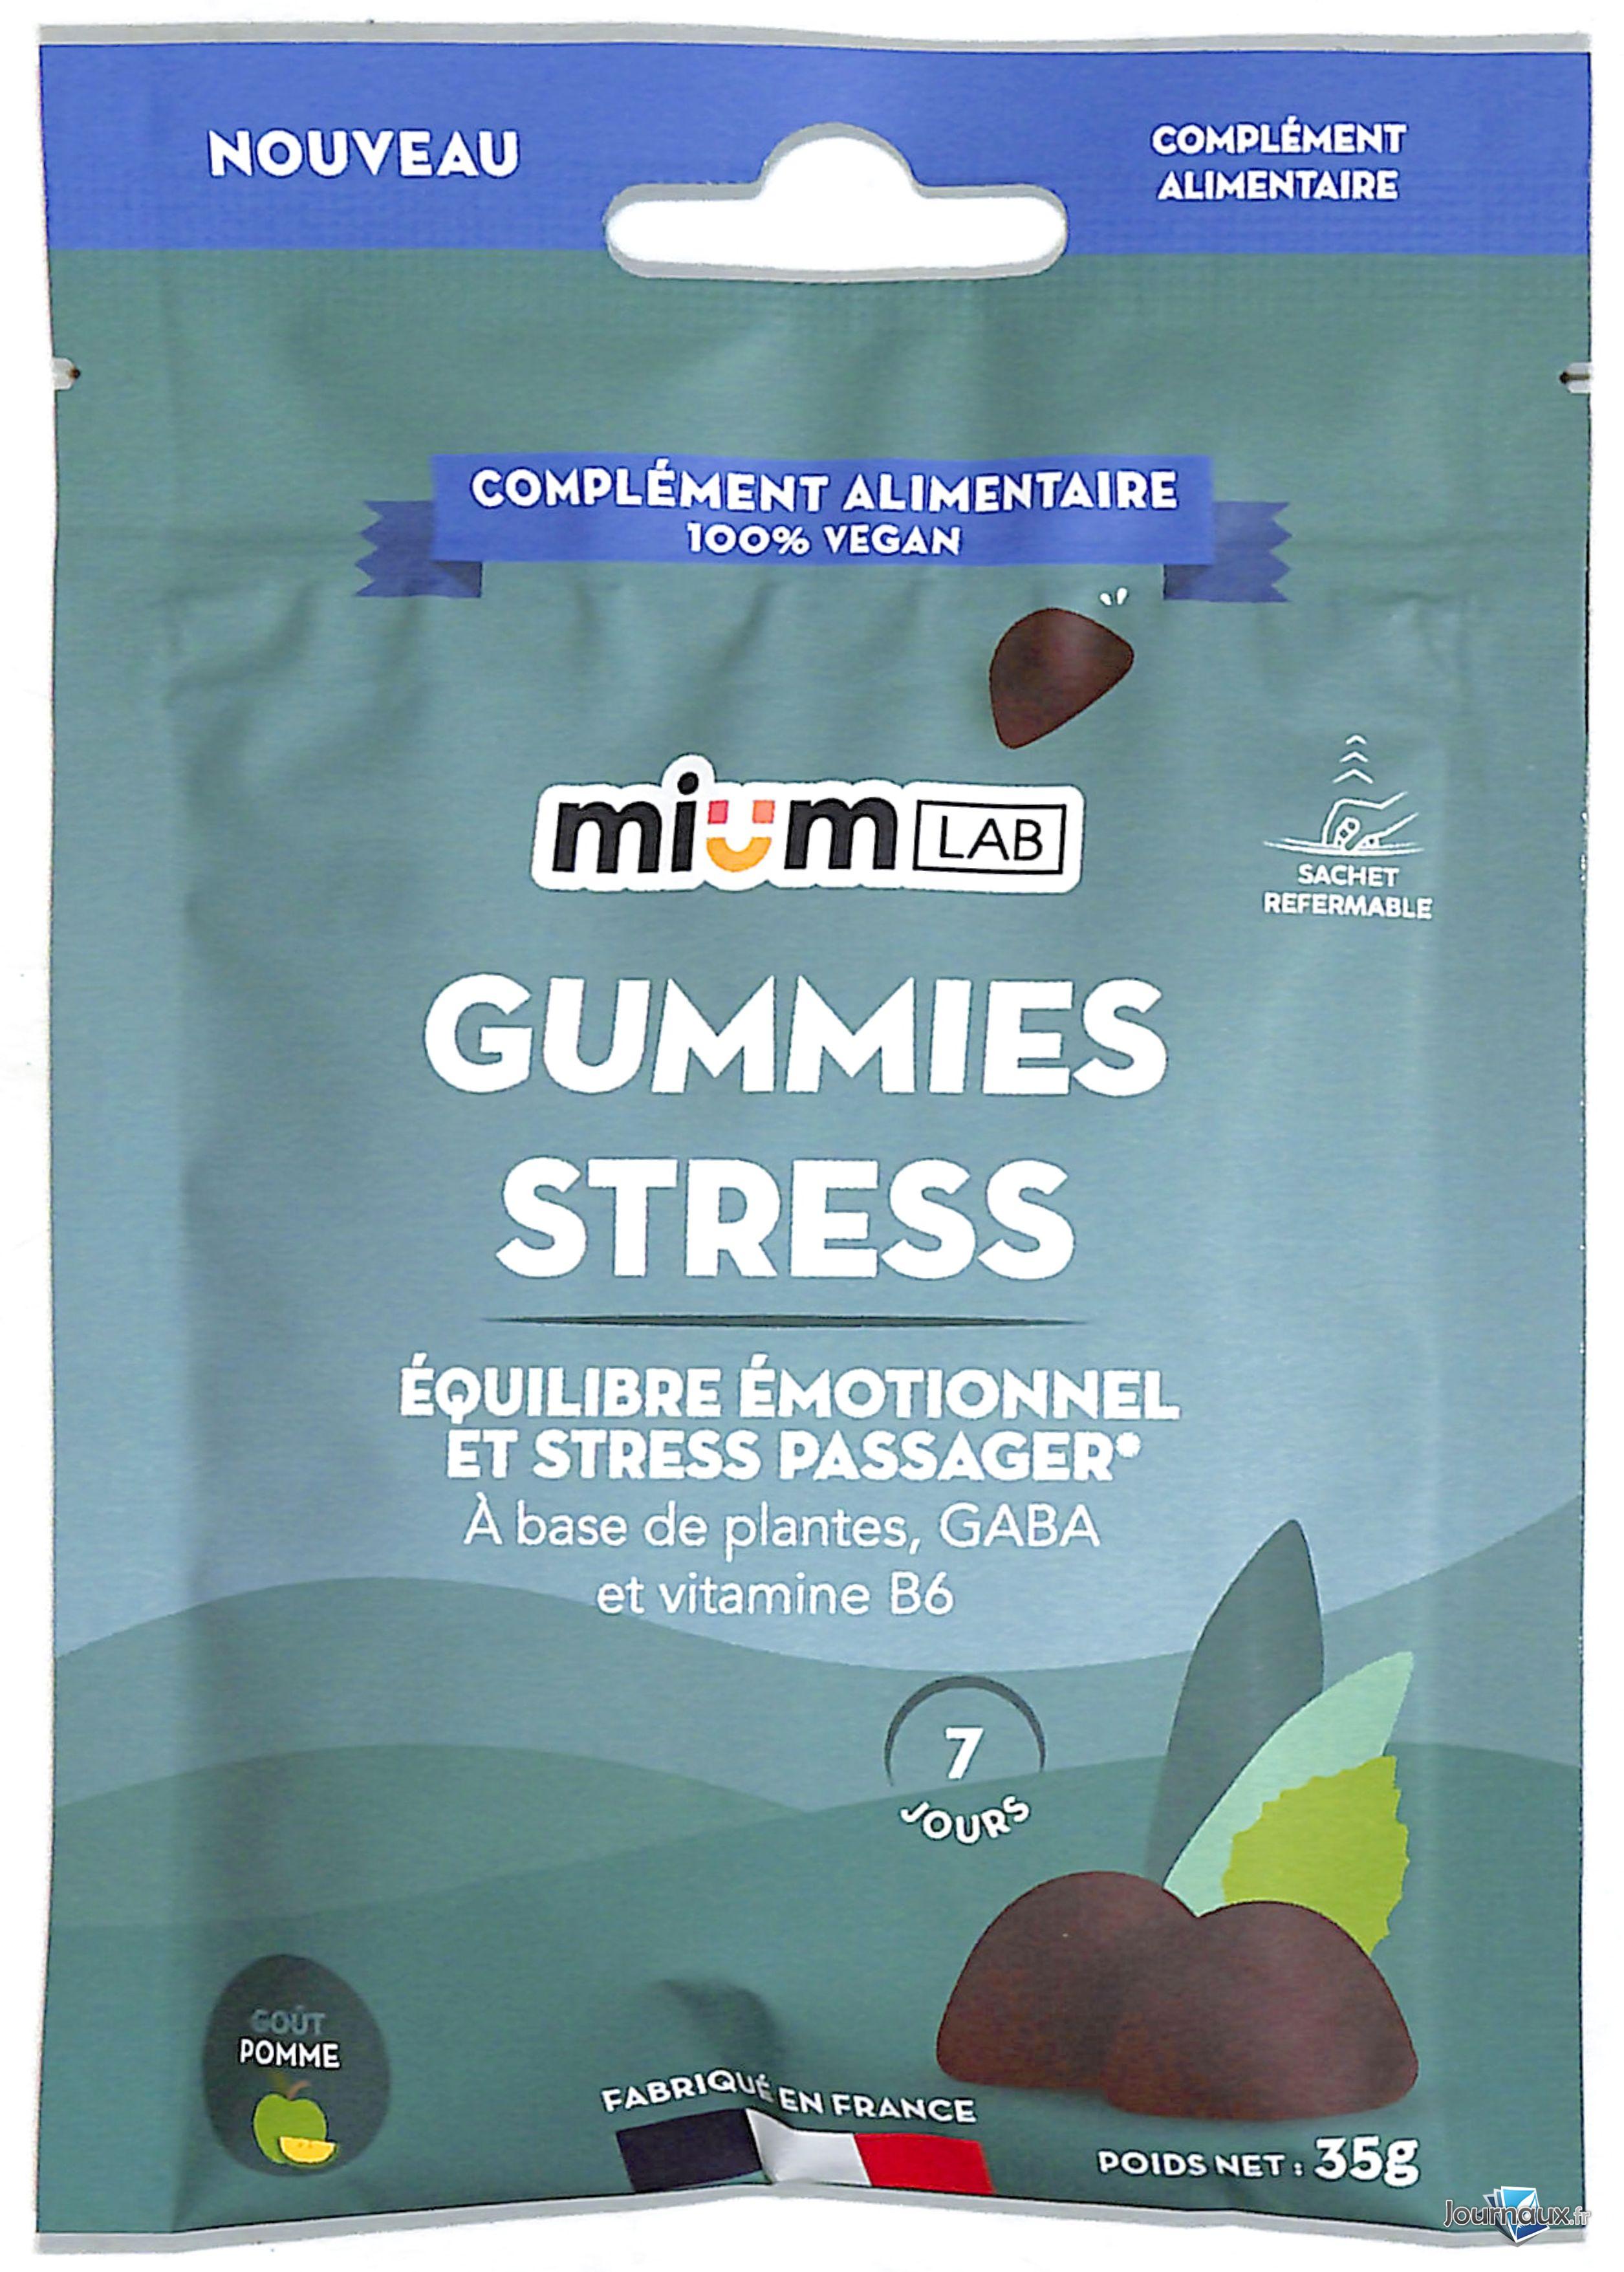 NOUVEAU
COMPLÉMENT
ALIMENTAIRE
COMPLÉMENT ALIMENTAIRE
100% VEGAN
mium LAB
SACHET
REFERMABLE
GUMMIES
STRESS
ÉQUILIBRE ÉMOTIONNEL
ET STRESS PASSAGER*
À base de plantes, GABA
et vitamine B6
7
JOURS
GOÛT
POMME
FABRIQUÉ EN FRANCE
POIDS NET : 35g
Journaux.fr